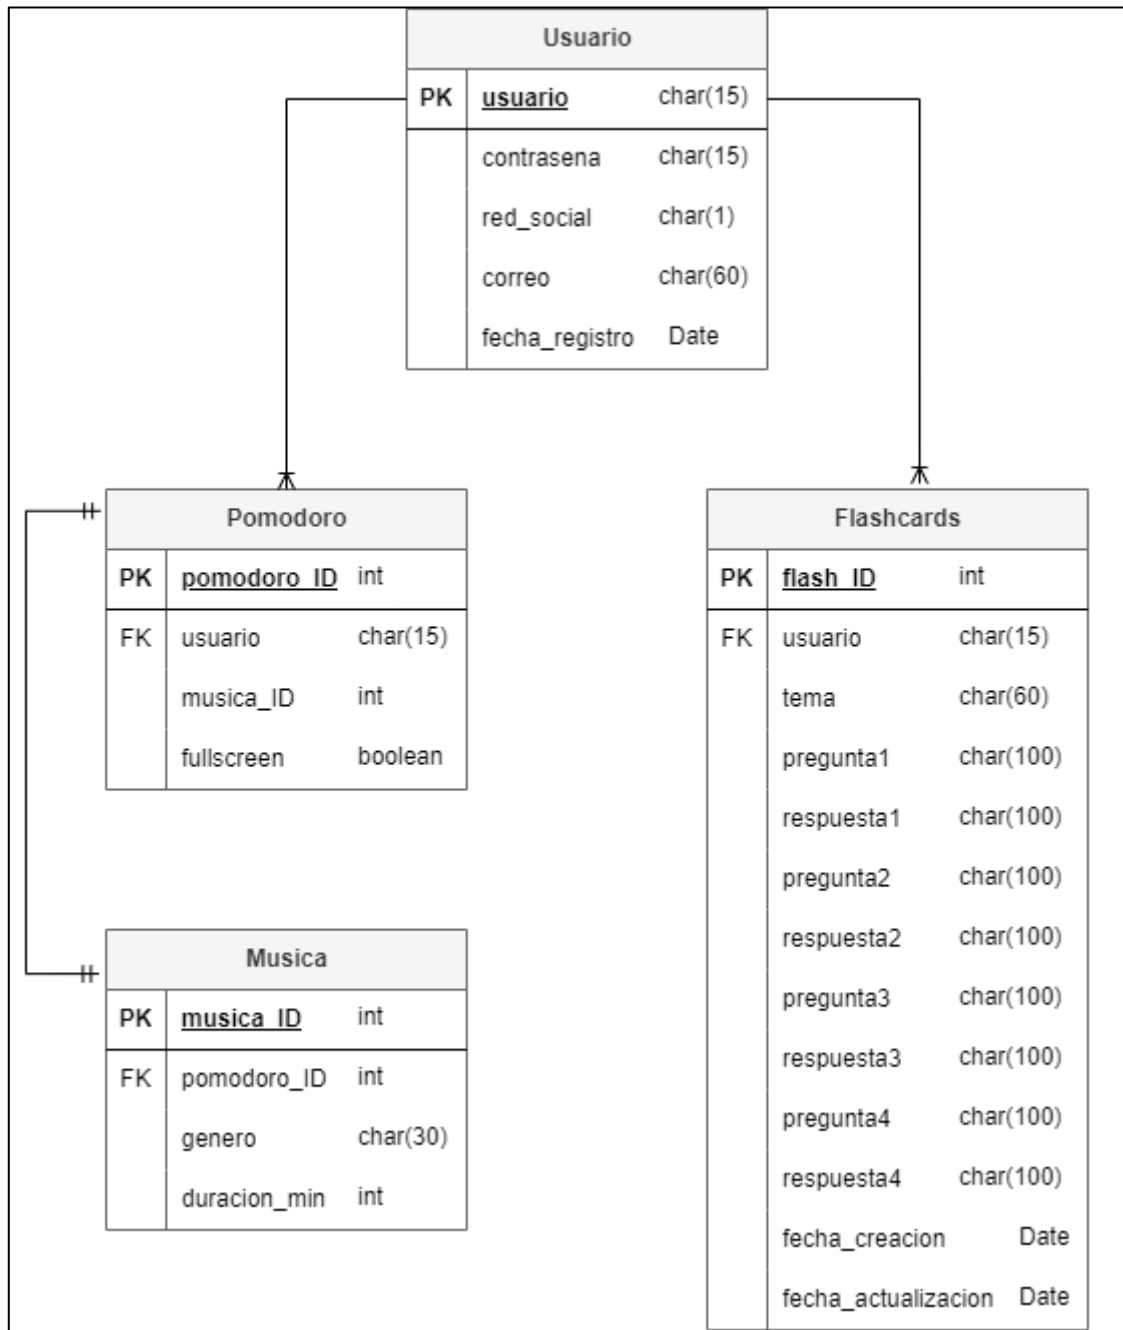 Usuario
PK usuario char(15)
contrasena char(15)
red_social char(1)
correo char(60)
fecha_registro Date
Pomodoro
PK pomodoro_ID int
FK usuario char(15)
musica_ID int
fullscreen boolean
Musica
PK musica_ID int
FK pomodoro_ID int
genero char(30)
duracion_min int
Flashcards
PK flash_ID int
FK usuario char(15)
tema char(60)
pregunta1 char(100)
respuesta1 char(100)
pregunta2 char(100)
respuesta2 char(100)
pregunta3 char(100)
respuesta3 char(100)
pregunta4 char(100)
respuesta4 char(100)
fecha_creacion Date
fecha_actualizacion Date